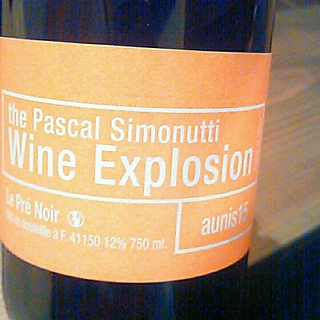 the Pascal Simonutti
Wine Explosion
Le Pré Noir
Mis en bouteille à F. 41150 12% 750 ml.
aunis15